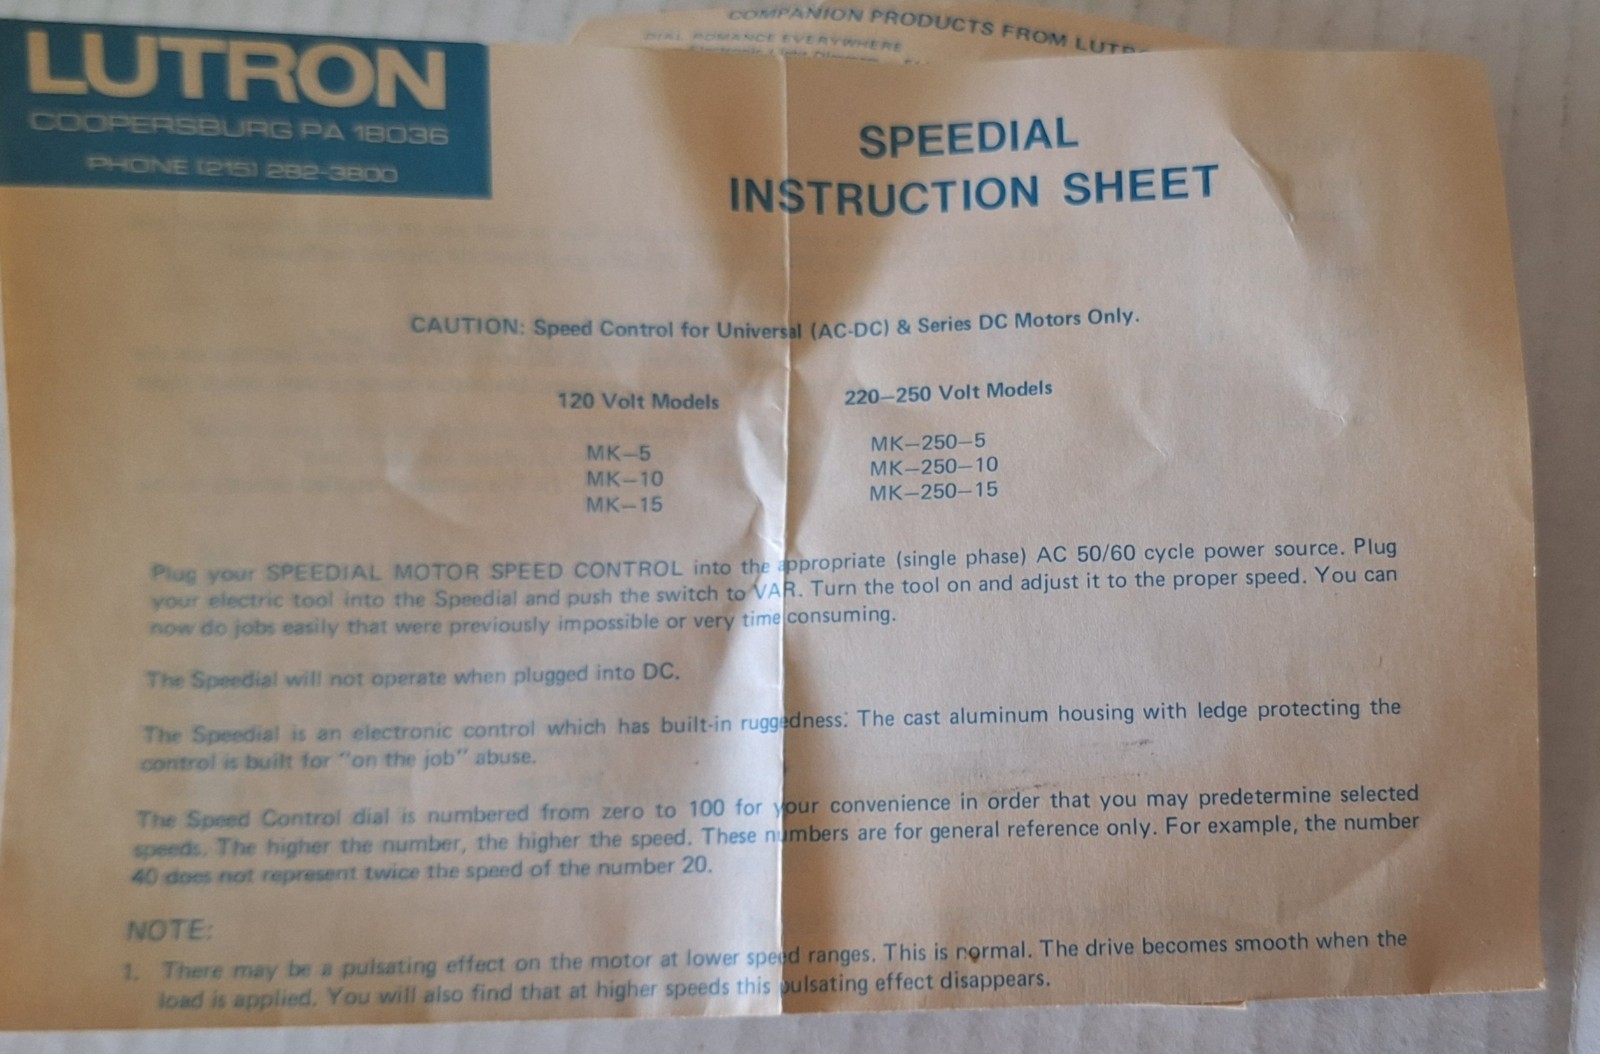 COMPANION PRODUCTS FROM LUTR
DIAL ROMANCE EVERYWHERE
Electronic Light Dimmer
LUTRON
COOPERSBURG PA 18036
PHONE (215) 282-3800
SPEEDIAL
INSTRUCTION SHEET
CAUTION: Speed Control for Universal (AC-DC) & Series DC Motors Only.
120 Volt Models
MK–5
MK–10
MK–15
220–250 Volt Models
MK–250–5
MK–250–10
MK–250–15
Plug your SPEEDIAL MOTOR SPEED CONTROL into the appropriate (single phase) AC 50/60 cycle power source. Plug
your electric tool into the Speedial and push the switch to VAR. Turn the tool on and adjust it to the proper speed. You can
now do jobs easily that were previously impossible or very time consuming.
The Speedial will not operate when plugged into DC.
The Speedial is an electronic control which has built-in ruggedness. The cast aluminum housing with ledge protecting the
control is built for "on the job" abuse.
The Speed Control dial is numbered from zero to 100 for your convenience in order that you may predetermine selected
speeds. The higher the number, the higher the speed. These numbers are for general reference only. For example, the number
40 does not represent twice the speed of the number 20.
NOTE:
1. There may be a pulsating effect on the motor at lower speed ranges. This is normal. The drive becomes smooth when the
load is applied. You will also find that at higher speeds this pulsating effect disappears.